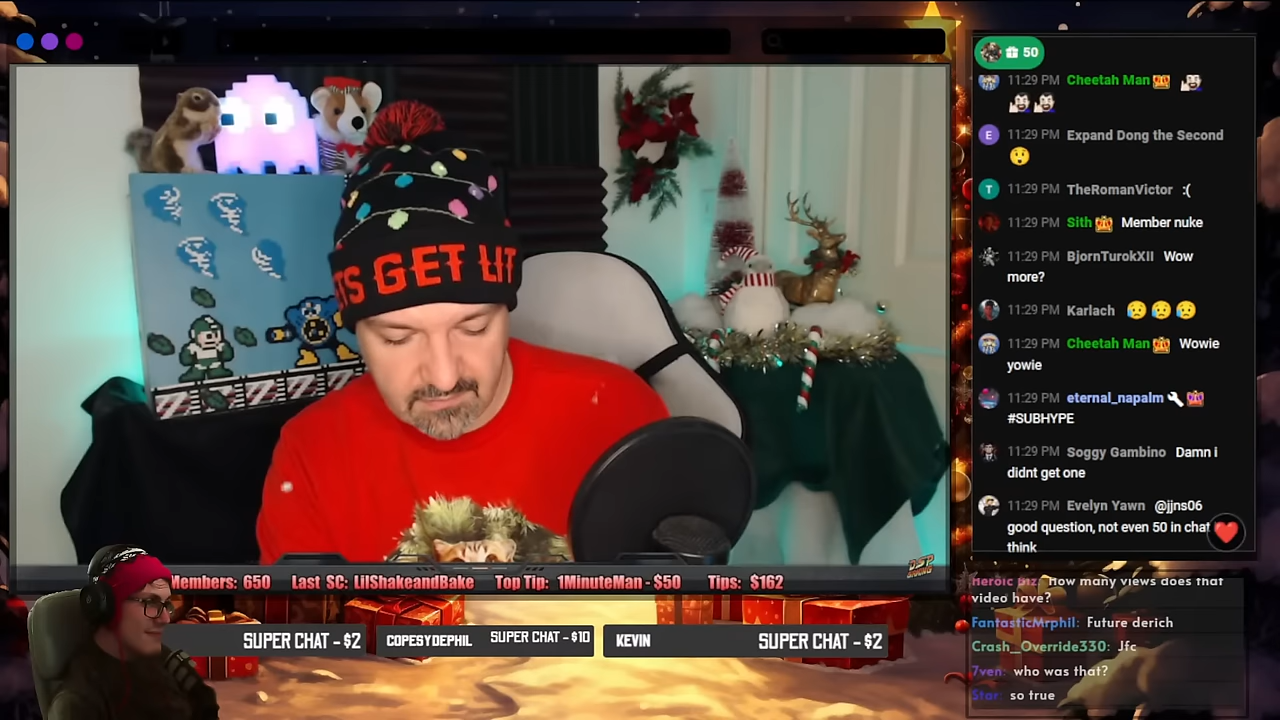 TS GET LIT
Members: 650 Last SC: LilShakeandBake Top Tip: 1MinuteMan - $50 Tips: $162
SUPER CHAT - $2
COPESYDEPHIL SUPER CHAT - $10
KEVIN SUPER CHAT - $2
50
11:29 PM Cheetah Man
11:29 PM Expand Dong the Second
11:29 PM TheRomanVictor :(
11:29 PM Sith Member nuke
11:29 PM BjornTurokXII Wow
more?
11:29 PM Karlach
11:29 PM Cheetah Man Wowie
yowie
11:29 PM eternal_napalm
#SUBHYPE
11:29 PM Soggy Gambino Damn i
didnt get one
11:29 PM Evelyn Yawn @jjns06
good question, not even 50 in chat
think
Heroic Biz: How many views does that
video have?
FantasticMrphil: Future derich
Crash_Override330: Jfc
7ven: who was that?
Star: so true
E
T